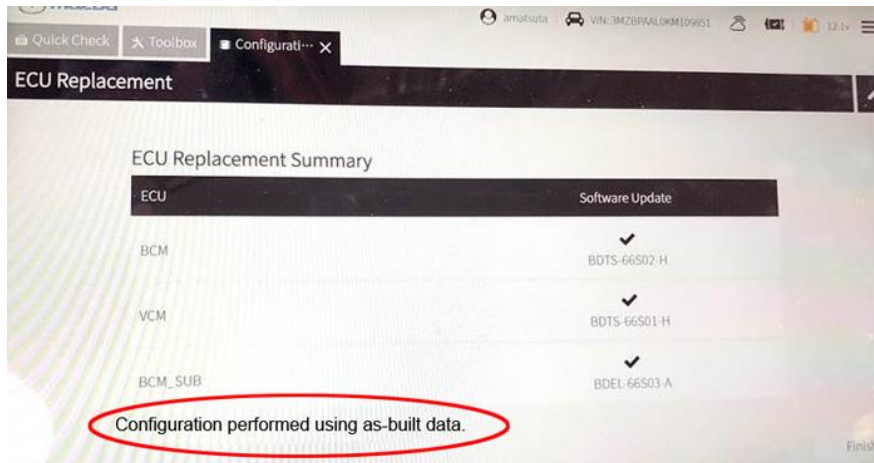 amatsuta VIN: 3MZBPAAL0KM109851 12.1v
Quick Check Toolbox Configurati··· ×
ECU Replacement
ECU Replacement Summary
ECU Software Update
BCM
BDTS-66S02-H
VCM
BDTS-66S01-H
BCM_SUB
BDEL-66S03-A
Configuration performed using as-built data.